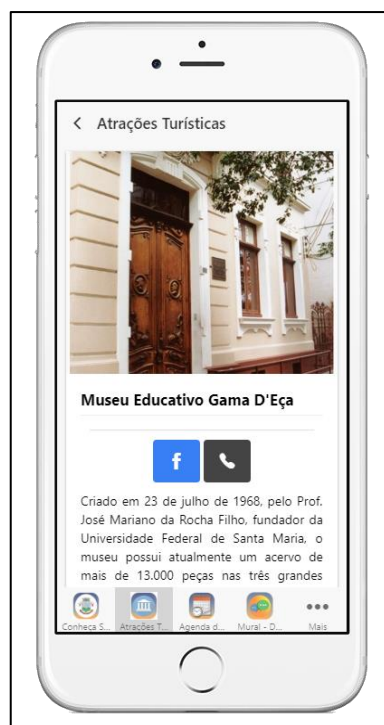 Atrações Turísticas
Museu Educativo Gama D'Eça
f
Criado em 23 de julho de 1968, pelo Prof.
José Mariano da Rocha Filho, fundador da
Universidade Federal de Santa Maria, o
museu possui atualmente um acervo de
mais de 13.000 peças nas três grandes
Conheça S... Atrações T... Agenda d... Mural - D... Mais